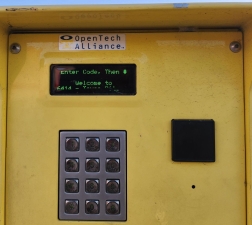 OpenTech
Alliance
Enter Code, Then #
Welcome to